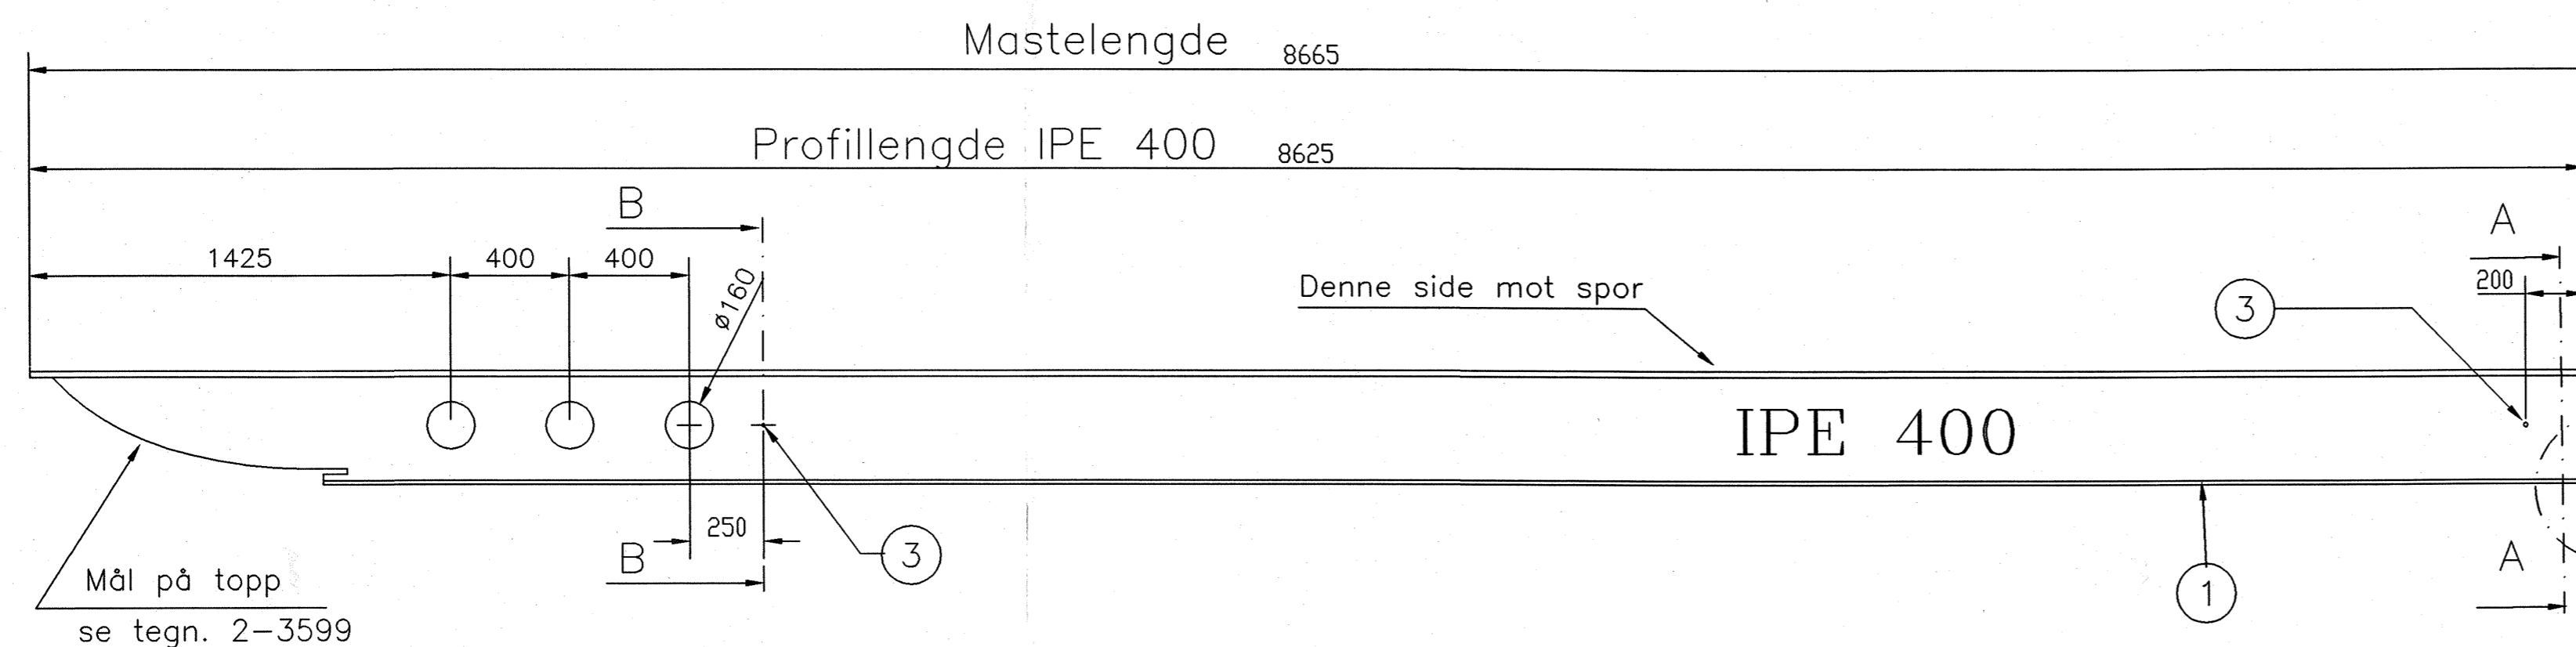 Mastelengde 8665
Profillengde IPE 400 8625
B
A
1425 400 400
200
ø160
Denne side mot spor
3
IPE 400
250
B
3
A
1
Mål på topp
se tegn. 2-3599